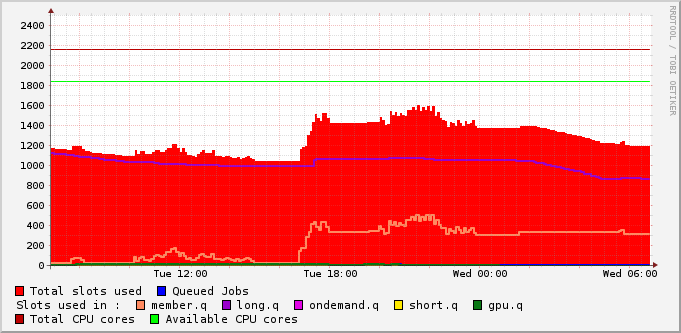 2400
2200
2000
1800
1600
1400
1200
1000
800
600
400
200
0
Tue 12:00 Tue 18:00 Wed 00:00 Wed 06:00
Total slots used Queued Jobs
Slots used in : member.q long.q ondemand.q short.q gpu.q
Total CPU cores Available CPU cores
RRDTOOL / TOBI OETIKER